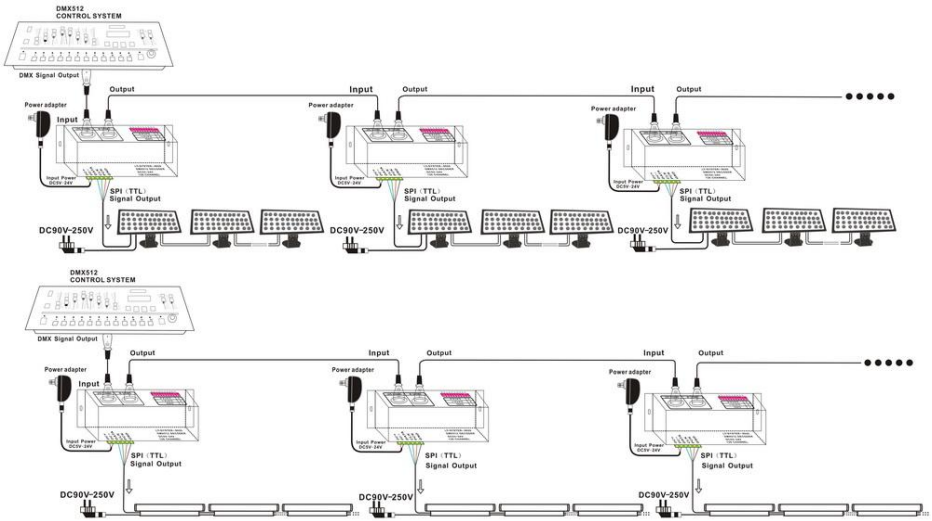 DMX512
CONTROL SYSTEM
DMX Signal Output
Output
Input
Output
Input
Output
Power adapter
Input
Power adapter
Power adapter
Input Power
DC5V-24V
Input Power
DC5V-24V
Input Power
DC5V-24V
SPI (TTL)
Signal Output
SPI (TTL)
Signal Output
SPI (TTL)
Signal Output
DC90V-250V
DC90V-250V
DC90V-250V
DMX512
CONTROL SYSTEM
DMX Signal Output
Output
Input
Output
Input
Output
Power adapter
Input
Power adapter
Power adapter
Input Power
DC5V-24V
Input Power
DC5V-24V
Input Power
DC5V-24V
SPI (TTL)
Signal Output
SPI (TTL)
Signal Output
SPI (TTL)
Signal Output
DC90V-250V
DC90V-250V
DC90V-250V